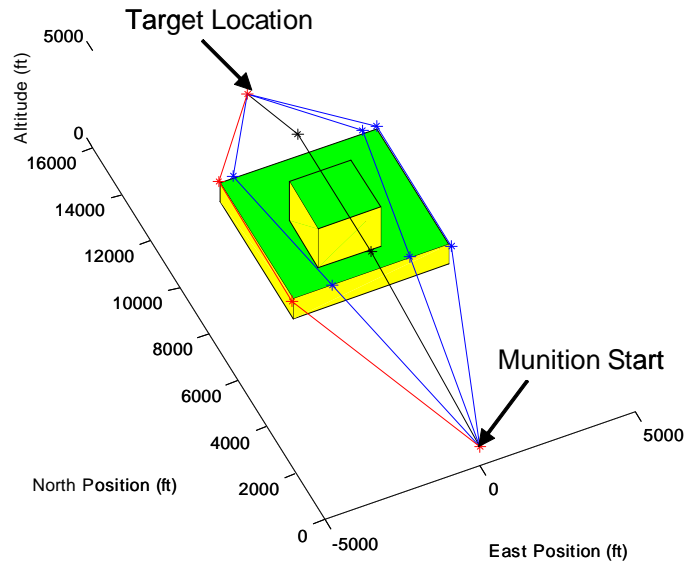 Target Location
5000
Altitude (ft)
0
16000
14000
12000
10000
8000
6000
4000
2000
0
North Position (ft)
Munition Start
-5000
0
5000
East Position (ft)